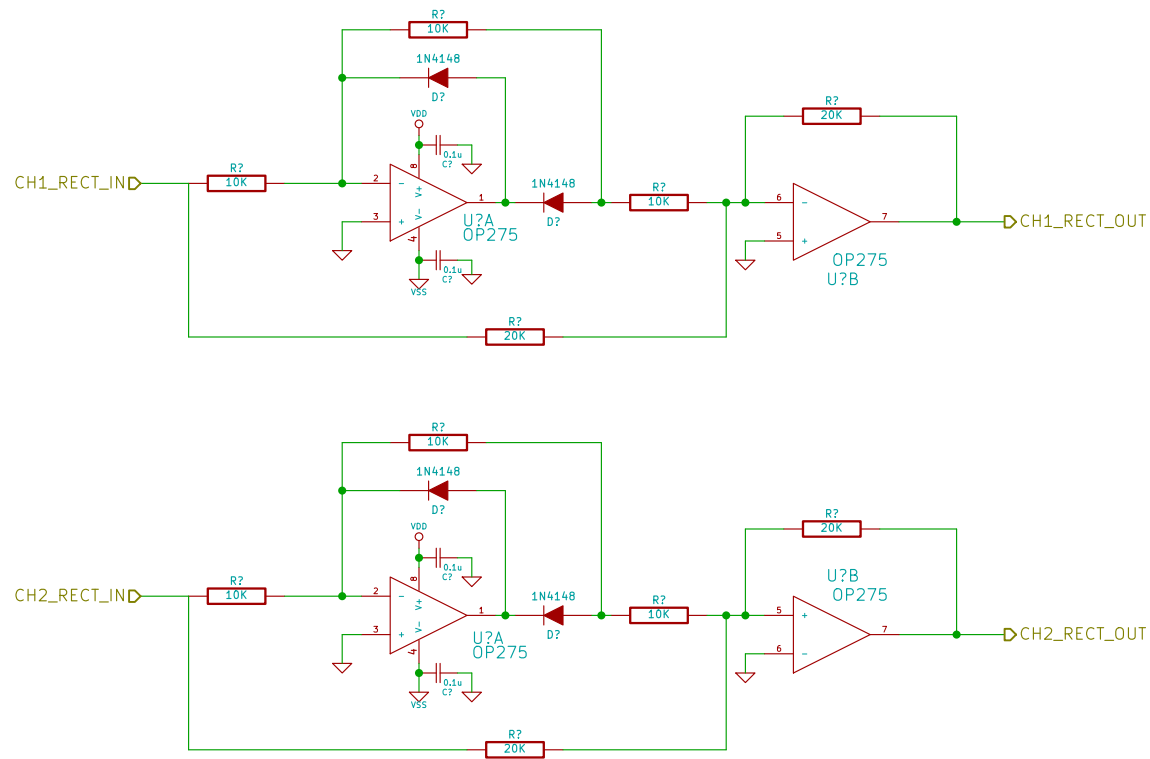 R?
10K
1N4148
D?
VDD
0.1u
C?
R?
20K
CH1_RECT_IN
R?
10K
8
2
-
V+
1
1N4148
D?
R?
10K
6
-
3
+
V-
4
U?A
OP275
7
CH1_RECT_OUT
5
+
OP275
U?B
0.1u
C?
VSS
R?
20K
R?
10K
1N4148
D?
VDD
0.1u
C?
R?
20K
CH2_RECT_IN
R?
10K
8
2
-
V+
1
1N4148
D?
R?
10K
U?B
OP275
5
+
3
+
V-
4
U?A
OP275
7
CH2_RECT_OUT
6
-
0.1u
C?
VSS
R?
20K